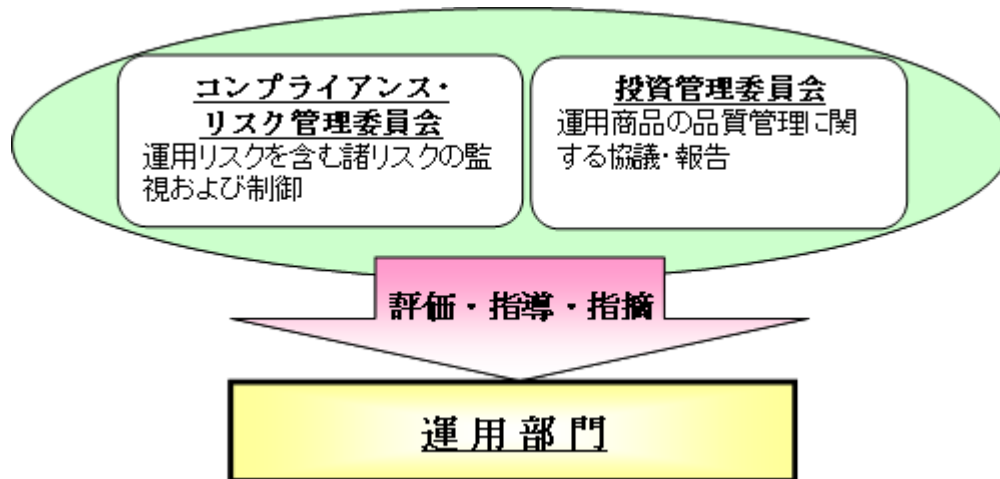 コンプライアンス・
リスク管理委員会
運用リスクを含む諸リスクの監
視および制御
投資管理委員会
運用商品の品質管理に関
する協議・報告
評価・指導・指摘
運用部門